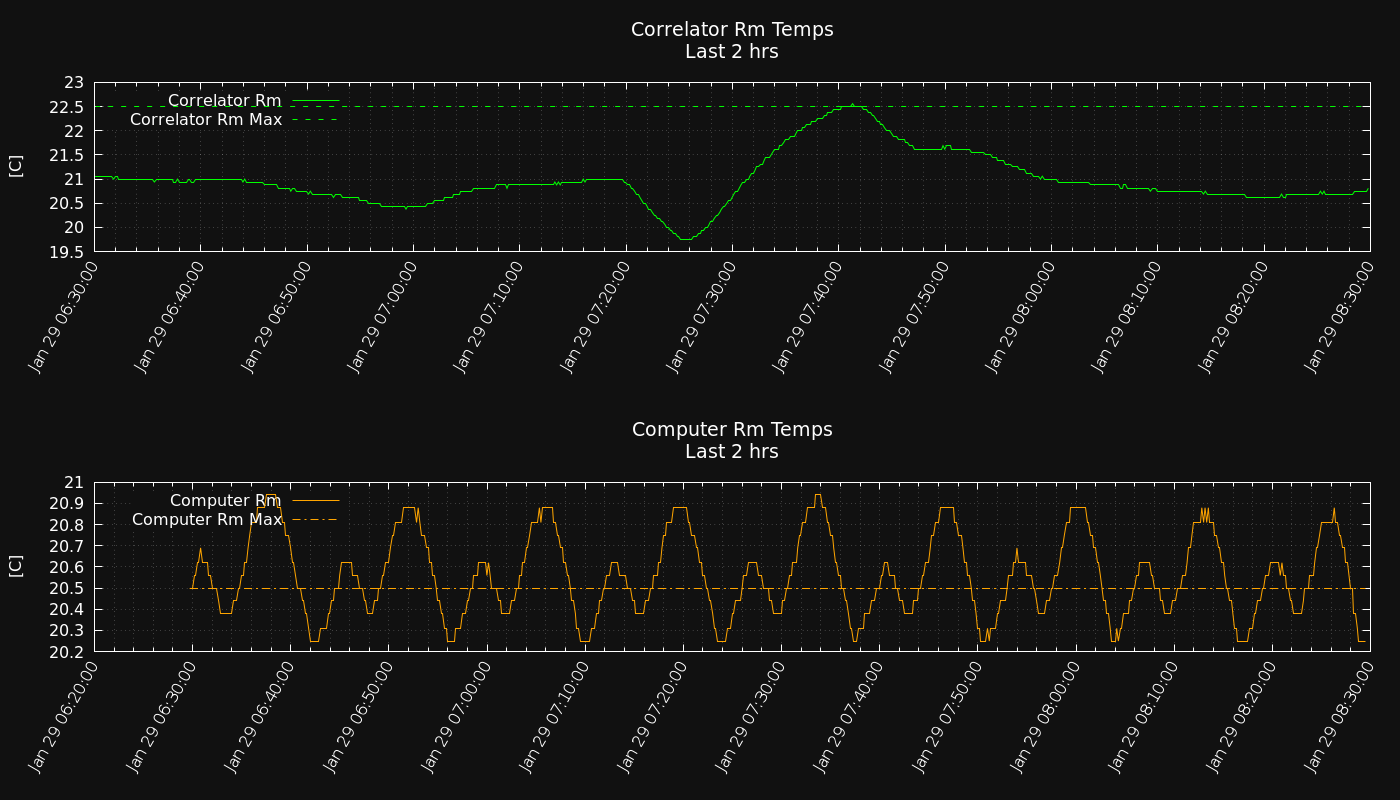 Correlator Rm Temps
Last 2 hrs
23
22.5
22
21.5
21
20.5
20
19.5
[C]
Correlator Rm
Correlator Rm Max
Jan 29 06:30:00
Jan 29 06:40:00
Jan 29 06:50:00
Jan 29 07:00:00
Jan 29 07:10:00
Jan 29 07:20:00
Jan 29 07:30:00
Jan 29 07:40:00
Jan 29 07:50:00
Jan 29 08:00:00
Jan 29 08:10:00
Jan 29 08:20:00
Jan 29 08:30:00
Computer Rm Temps
Last 2 hrs
21
20.9
20.8
20.7
20.6
20.5
20.4
20.3
20.2
[C]
Computer Rm
Computer Rm Max
Jan 29 06:20:00
Jan 29 06:30:00
Jan 29 06:40:00
Jan 29 06:50:00
Jan 29 07:00:00
Jan 29 07:10:00
Jan 29 07:20:00
Jan 29 07:30:00
Jan 29 07:40:00
Jan 29 07:50:00
Jan 29 08:00:00
Jan 29 08:10:00
Jan 29 08:20:00
Jan 29 08:30:00